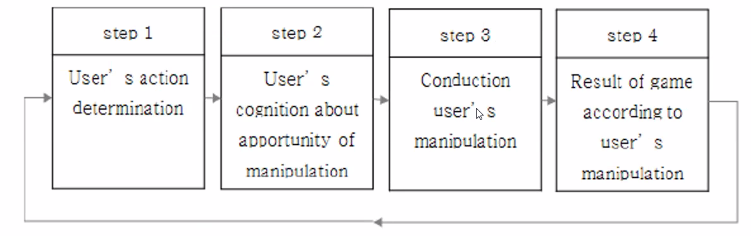 step 1
User's action
determination
step 2
User's
cognition about
apportunity of
manipulation
step 3
Conduction
user's
manipulation
step 4
Result of game
according to
user's
manipulation